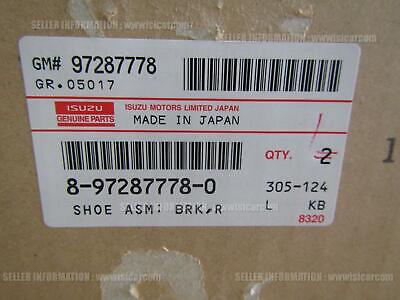 SELLER INFORMATION : www|isicar.com
GM# 97287778
GR.05017
ISUZU
GENUINE PARTS
ISUZU MOTORS LIMITED JAPAN
MADE IN JAPAN
QTY. 2
1
8-97287778-0
305-124
SHOE ASM: BRK,R
L KB
8320
SELLER INFORMATION : www|isicar.com